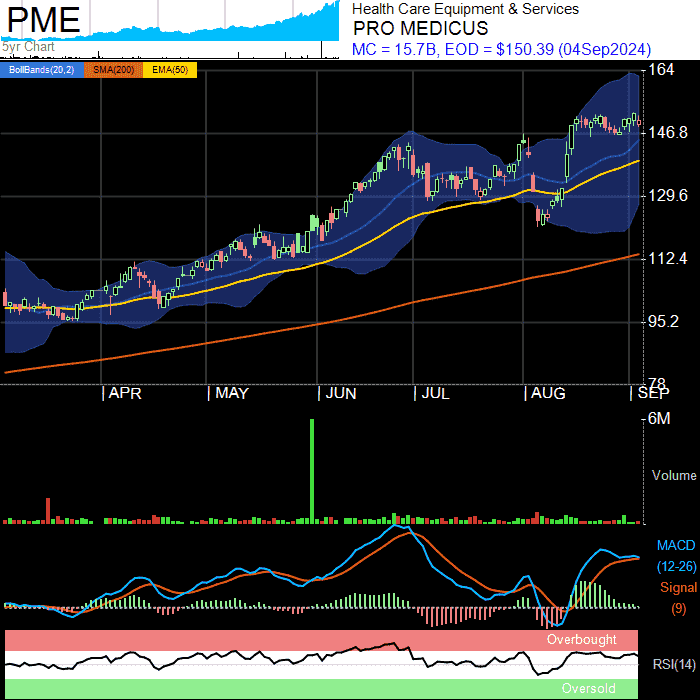 PME
5yr Chart
Health Care Equipment & Services
PRO MEDICUS
MC = 15.7B, EOD = $150.39 (04Sep2024)
BollBands(20,2) SMA(200) EMA(50)
164
146.8
129.6
112.4
95.2
78
APR MAY JUN JUL AUG SEP
6M
Volume
MACD
(12-26)
Signal
(9)
Overbought
RSI(14)
Oversold